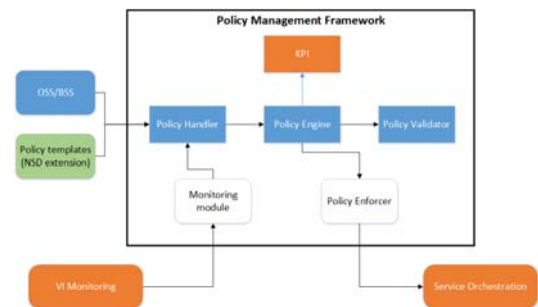 Policy Management Framework
KPI
OSS/BSS
Policy Handler
Policy Engine
Policy Validator
Policy templates
(NSD extension)
Monitoring
module
Policy Enforcer
VI Monitoring
Service Orchestration